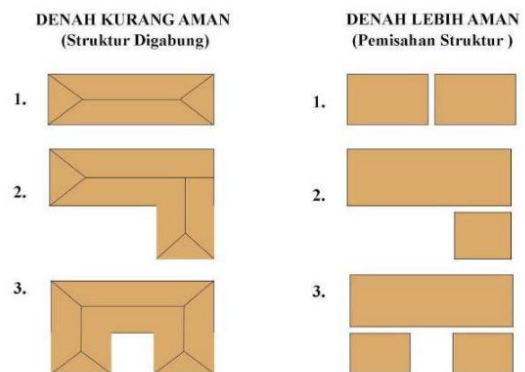 DENAH KURANG AMAN
(Struktur Digabung)
1.
2.
3.
DENAH LEBIH AMAN
(Pemisahan Struktur )
1.
2.
3.